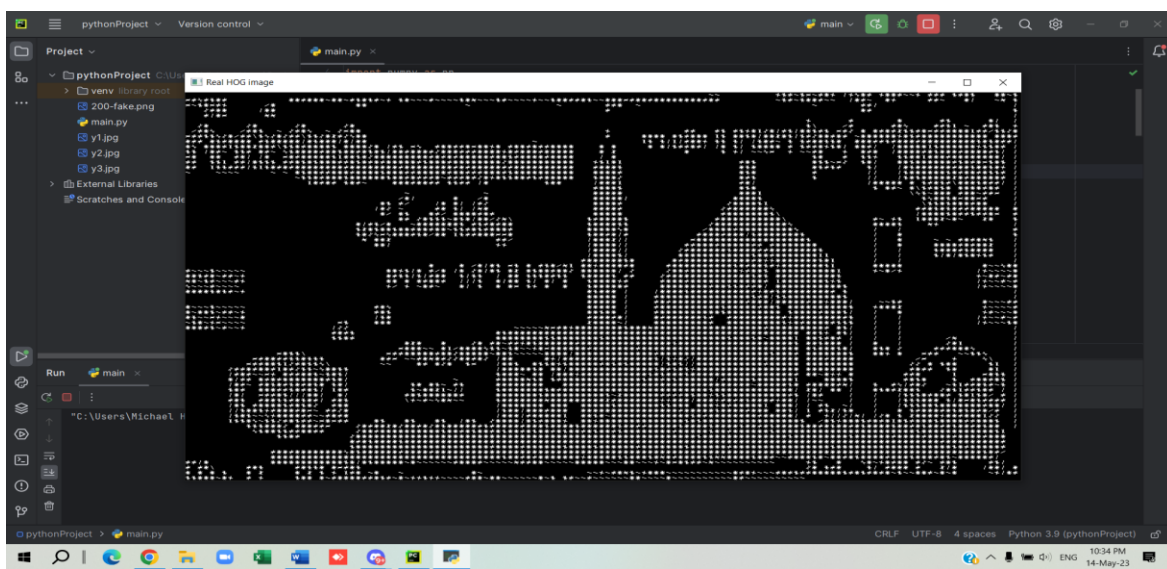 pythonProject Version control main
Project
main.py
pythonProject C:\Us
venv library root
200-fake.png
main.py
y1.jpg
y2.jpg
y3.jpg
External Libraries
Scratches and Console
Real HOG image
Run main
"C:\Users\Michael H
pythonProject > main.py
CRLF UTF-8 4 spaces Python 3.9 (pythonProject)
ENG
10:34 PM
14-May-23